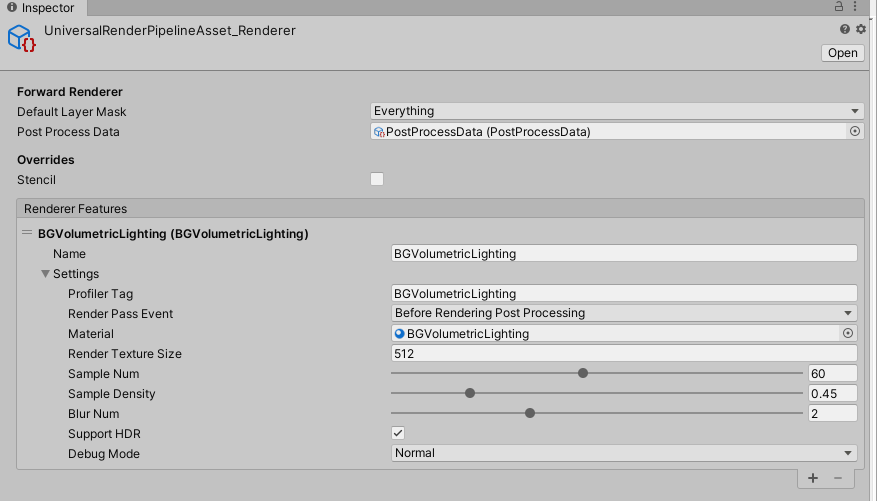 Inspector
UniversalRenderPipelineAsset_Renderer
Open
Forward Renderer
Default Layer Mask Everything
Post Process Data PostProcessData (PostProcessData)
Overrides
Stencil
Renderer Features
BGVolumetricLighting (BGVolumetricLighting)
Name BGVolumetricLighting
Settings
Profiler Tag BGVolumetricLighting
Render Pass Event Before Rendering Post Processing
Material BGVolumetricLighting
Render Texture Size 512
Sample Num 60
Sample Density 0.45
Blur Num 2
Support HDR
Debug Mode Normal